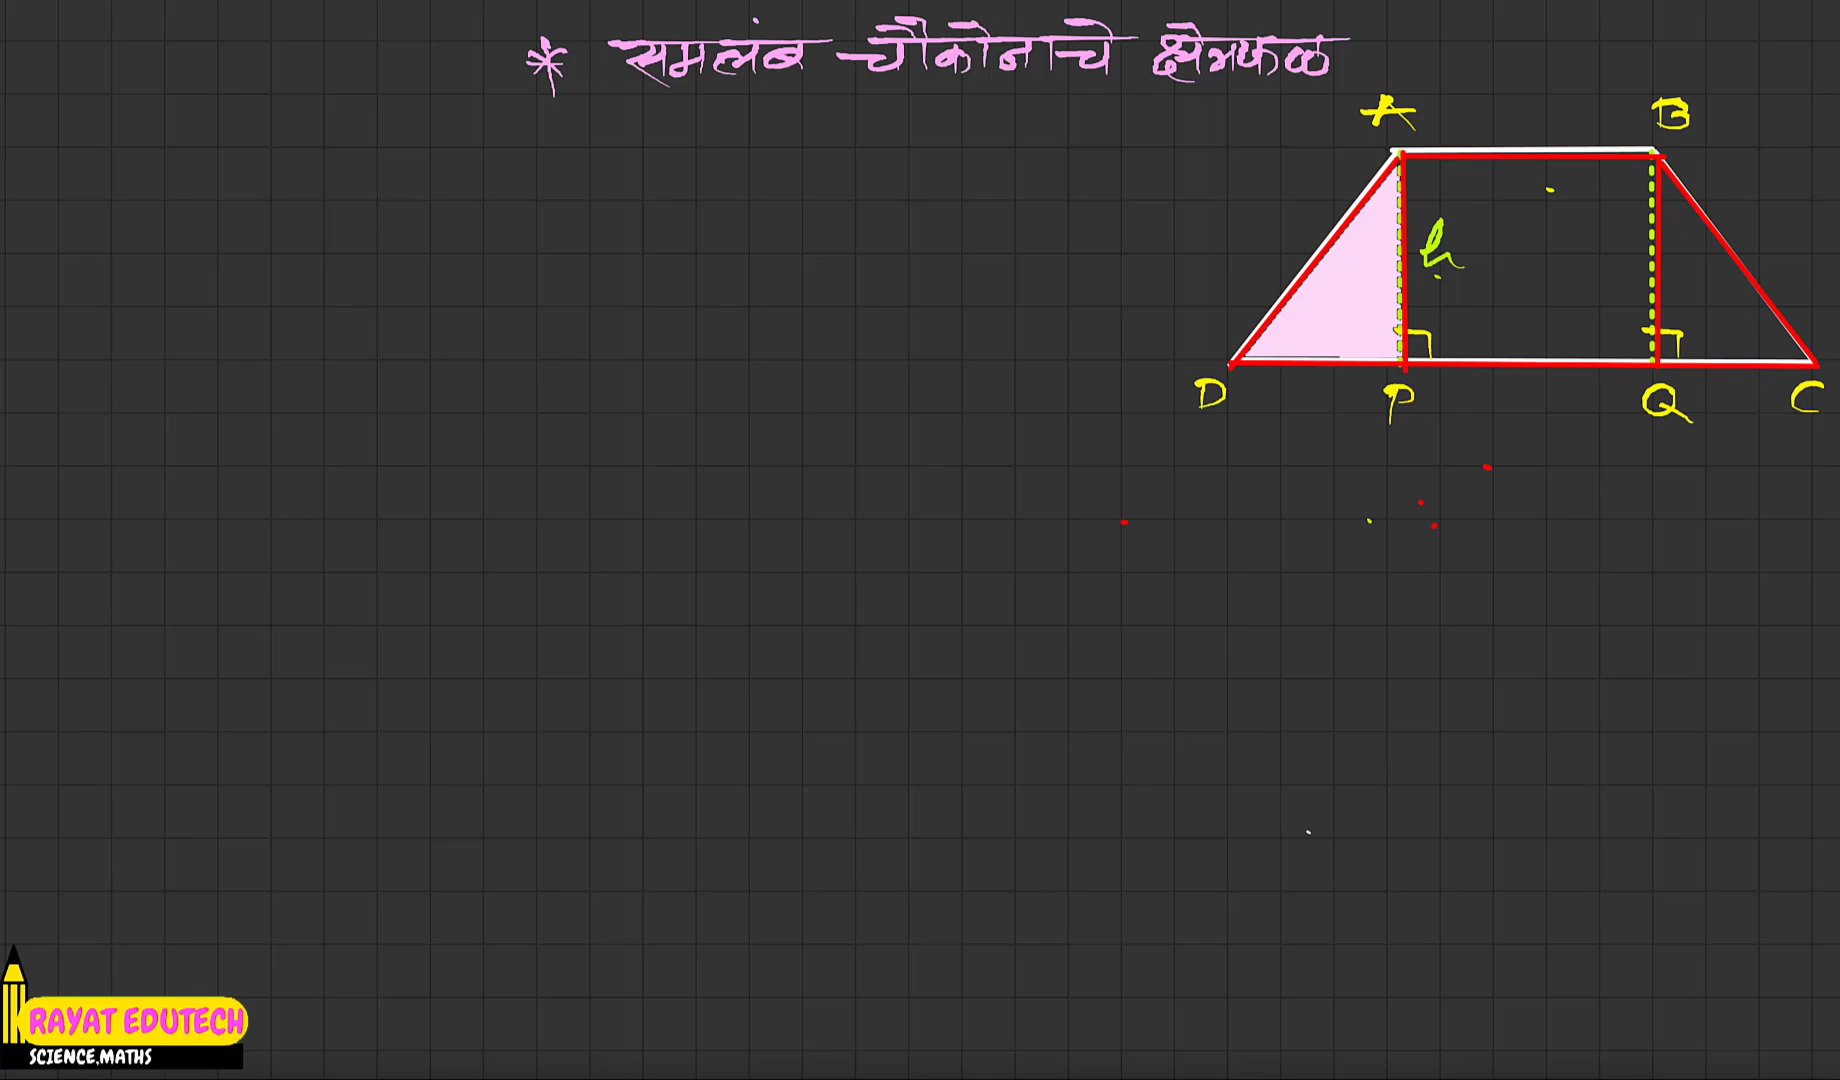 * समलंब चौकोनाचे क्षेत्रफळ
A B
h
D P Q C
RAYAT EDUTECH
SCIENCE,MATHS